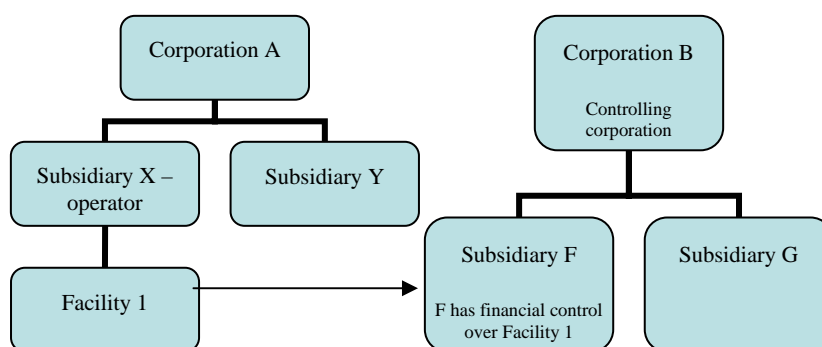 Corporation A
Corporation B
Controlling
corporation
Subsidiary X –
operator
Subsidiary Y
Facility 1
Subsidiary F
F has financial control
over Facility 1
Subsidiary G